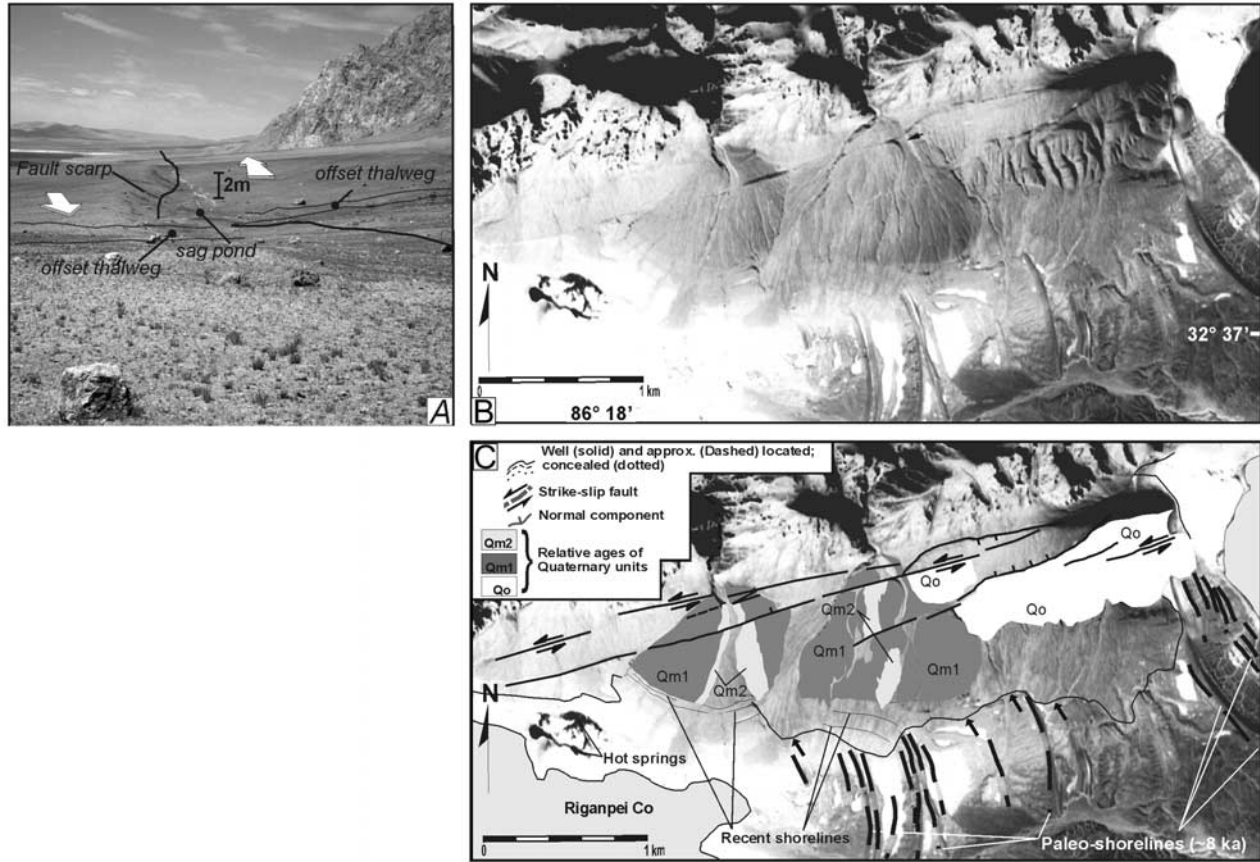 Fault scarp
2m
offset thalweg
sag pond
offset thalweg
A
N
0
1 km
86° 18'
32° 37'
B
C
Well (solid) and approx. (Dashed) located;
concealed (dotted)
Strike-slip fault
Normal component
Qm2
Qm1
Qo
Relative ages of
Quaternary units
Qo
Qo
Qo
Qm2
Qm1
Qm1
Qm1
Qm2
N
Hot springs
Riganpei Co
Recent shorelines
Paleo-shorelines (~8 ka)
0
1 km